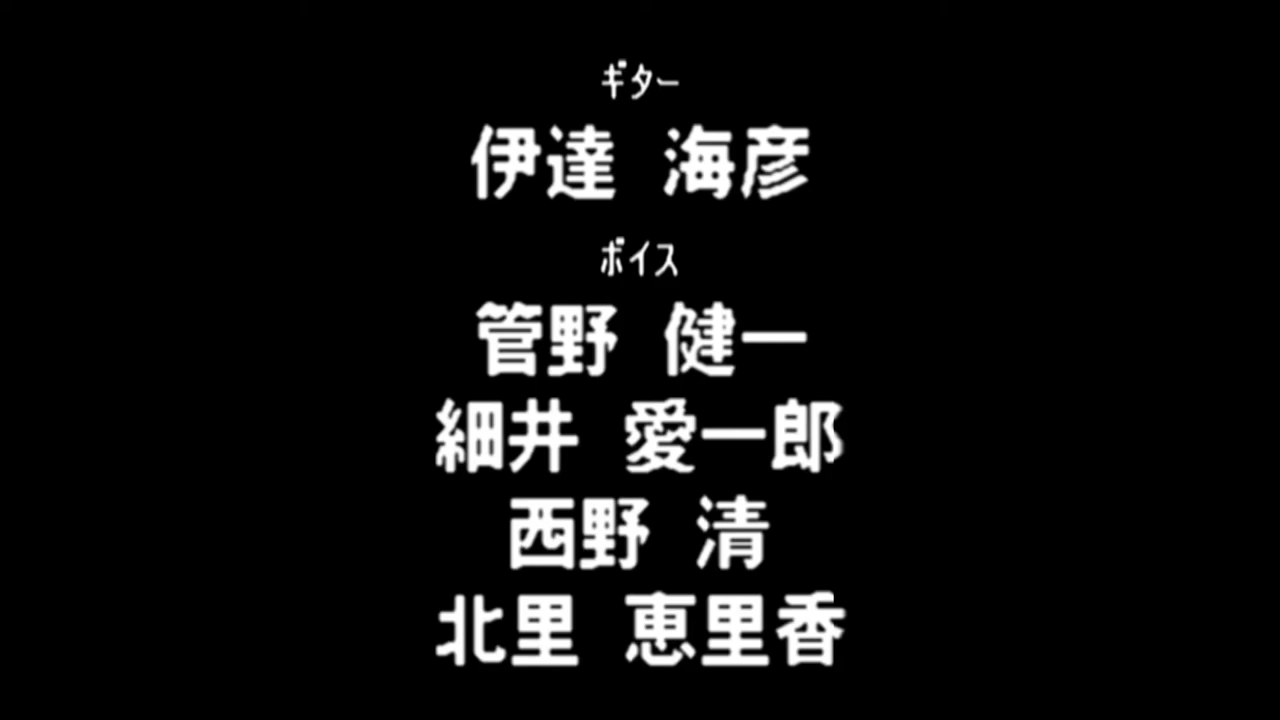 ギター
伊達 海彦
ボイス
管野 健一
細井 愛一郎
西野 清
北里 恵里香